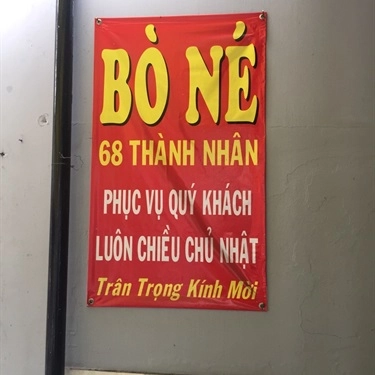 BÒ NÉ
68 THÀNH NHÂN
PHỤC VỤ QUÝ KHÁCH
LUÔN CHIỀU CHỦ NHẬT
Trân Trọng Kính Mời